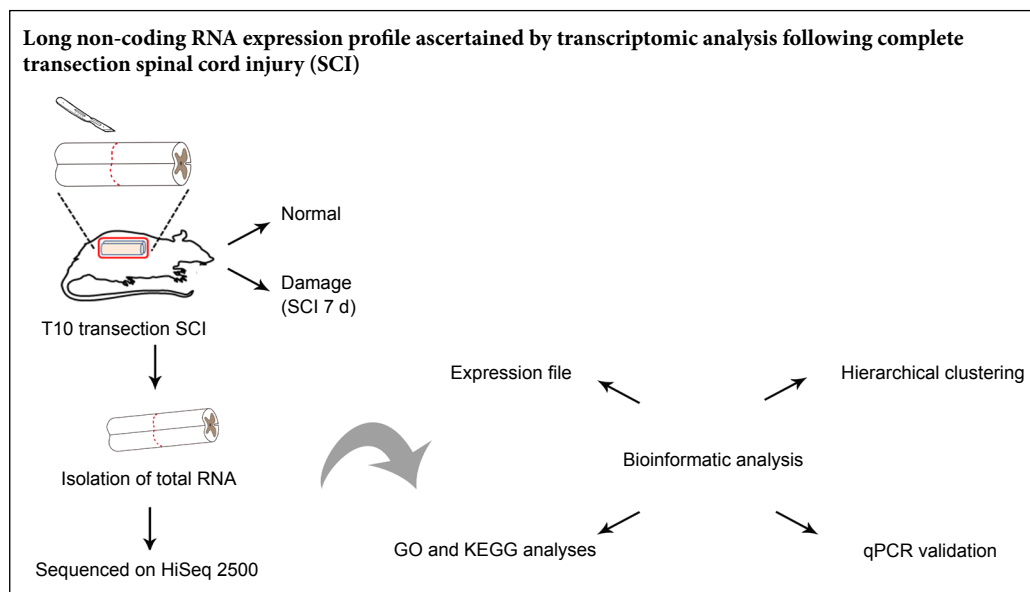 Long non-coding RNA expression profile ascertained by transcriptomic analysis following complete
transection spinal cord injury (SCI)
Normal
Damage
(SCI 7 d)
T10 transection SCI
Isolation of total RNA
Sequenced on HiSeq 2500
Expression file
Hierarchical clustering
Bioinformatic analysis
GO and KEGG analyses
qPCR validation